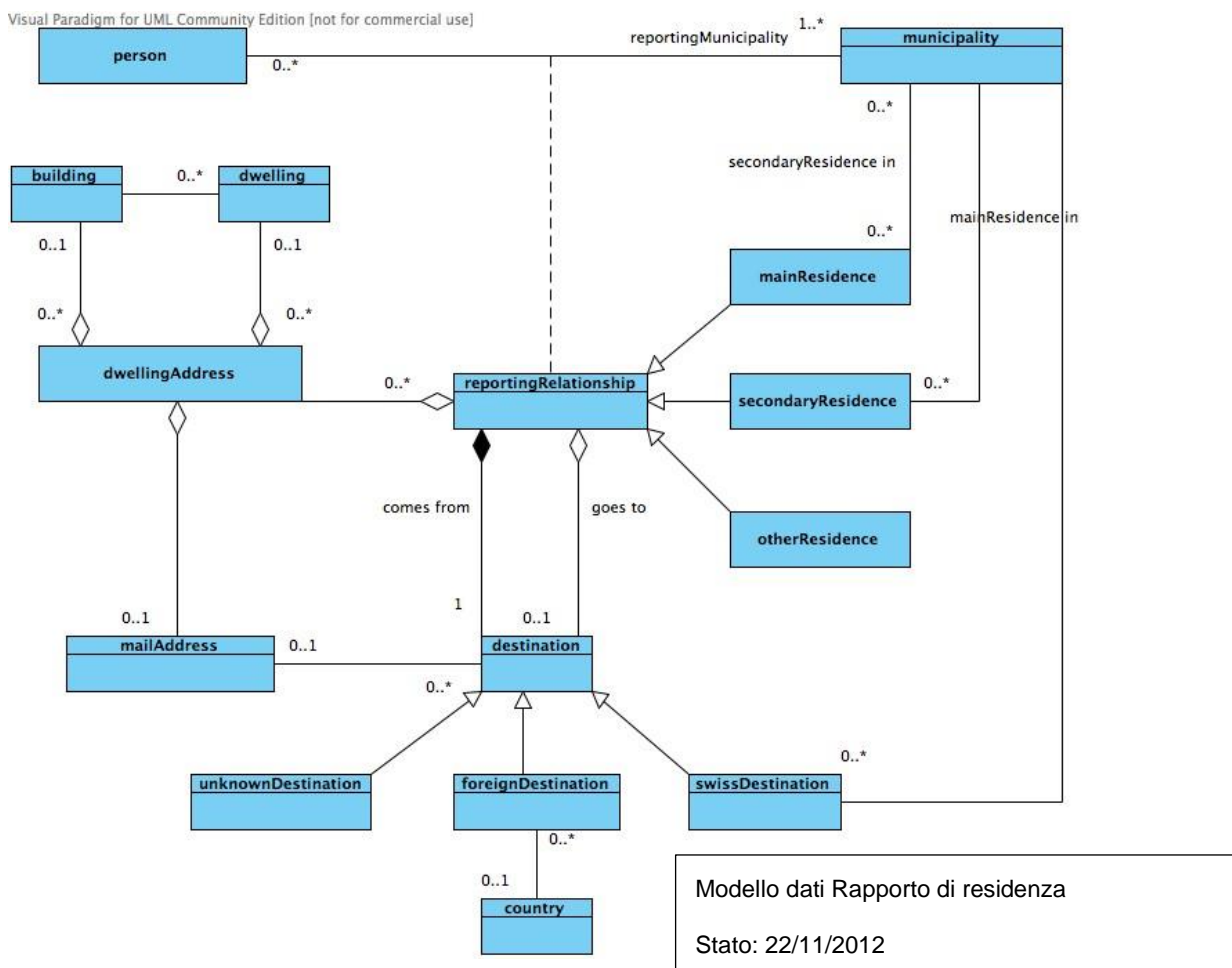 Visual Paradigm for UML Community Edition [not for commercial use]
person
0..*
reportingMunicipality
1..*
municipality
0..*
secondaryResidence in
mainResidence in
0..*
building
0..*
dwelling
0..1
0..1
0..*
0..*
dwellingAddress
0..*
reportingRelationship
mainResidence
secondaryResidence
0..*
otherResidence
comes from
goes to
1
0..1
0..1
mailAddress
0..1
0..*
destination
unknownDestination
foreignDestination
swissDestination
0..*
0..*
0..1
country
Modello dati Rapporto di residenza
Stato: 22/11/2012